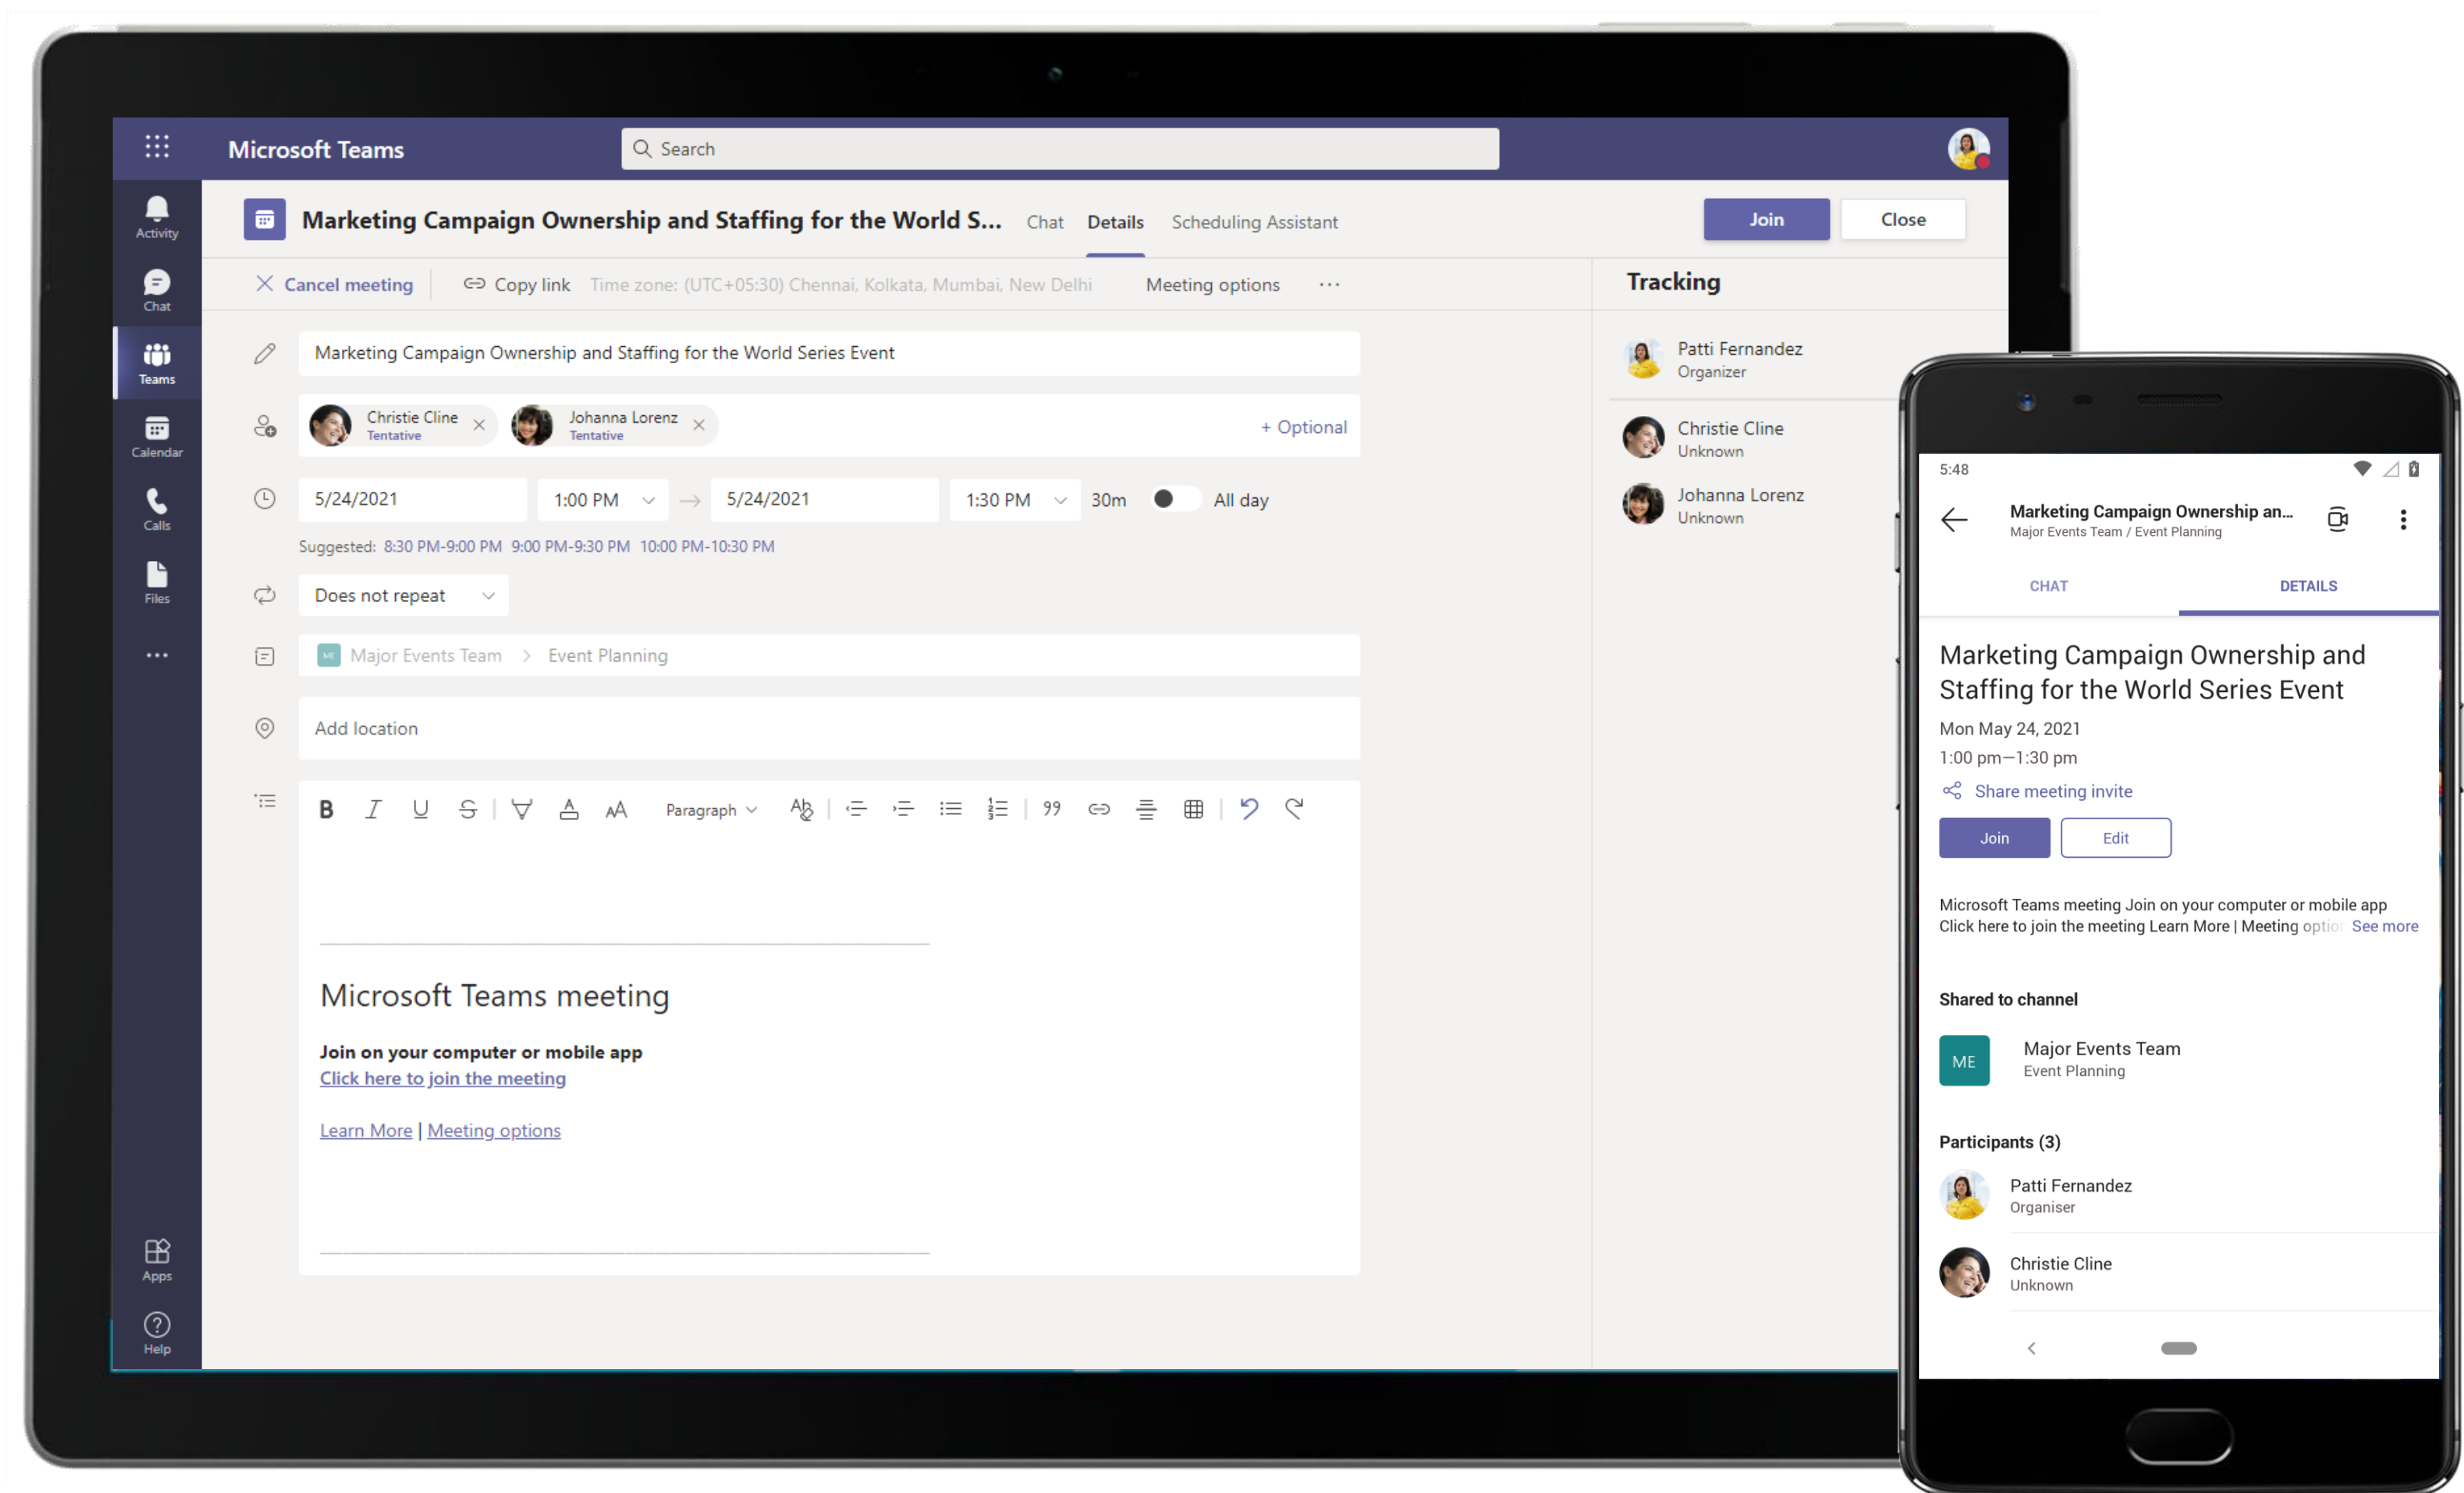 Microsoft Teams
Search
Activity
Chat
Teams
Calendar
Calls
Files
Apps
Help
Marketing Campaign Ownership and Staffing for the World S...
Chat
Details
Scheduling Assistant
Join
Close
Cancel meeting
Copy link
Time zone: (UTC+05:30) Chennai, Kolkata, Mumbai, New Delhi
Meeting options
Marketing Campaign Ownership and Staffing for the World Series Event
Christie Cline
Tentative
Johanna Lorenz
Tentative
+ Optional
5/24/2021
1:00 PM
5/24/2021
1:30 PM
30m
All day
Suggested: 8:30 PM-9:00 PM 9:00 PM-9:30 PM 10:00 PM-10:30 PM
Does not repeat
ME
Major Events Team > Event Planning
Add location
B I U S
A
AA
Paragraph
Ab
99
Microsoft Teams meeting
Join on your computer or mobile app
Click here to join the meeting
Learn More | Meeting options
Tracking
Patti Fernandez
Organizer
Christie Cline
Unknown
Johanna Lorenz
Unknown
5:48
Marketing Campaign Ownership an...
Major Events Team / Event Planning
CHAT
DETAILS
Marketing Campaign Ownership and
Staffing for the World Series Event
Mon May 24, 2021
1:00 pm—1:30 pm
Share meeting invite
Join
Edit
Microsoft Teams meeting Join on your computer or mobile app
Click here to join the meeting Learn More | Meeting option See more
Shared to channel
ME
Major Events Team
Event Planning
Participants (3)
Patti Fernandez
Organiser
Christie Cline
Unknown